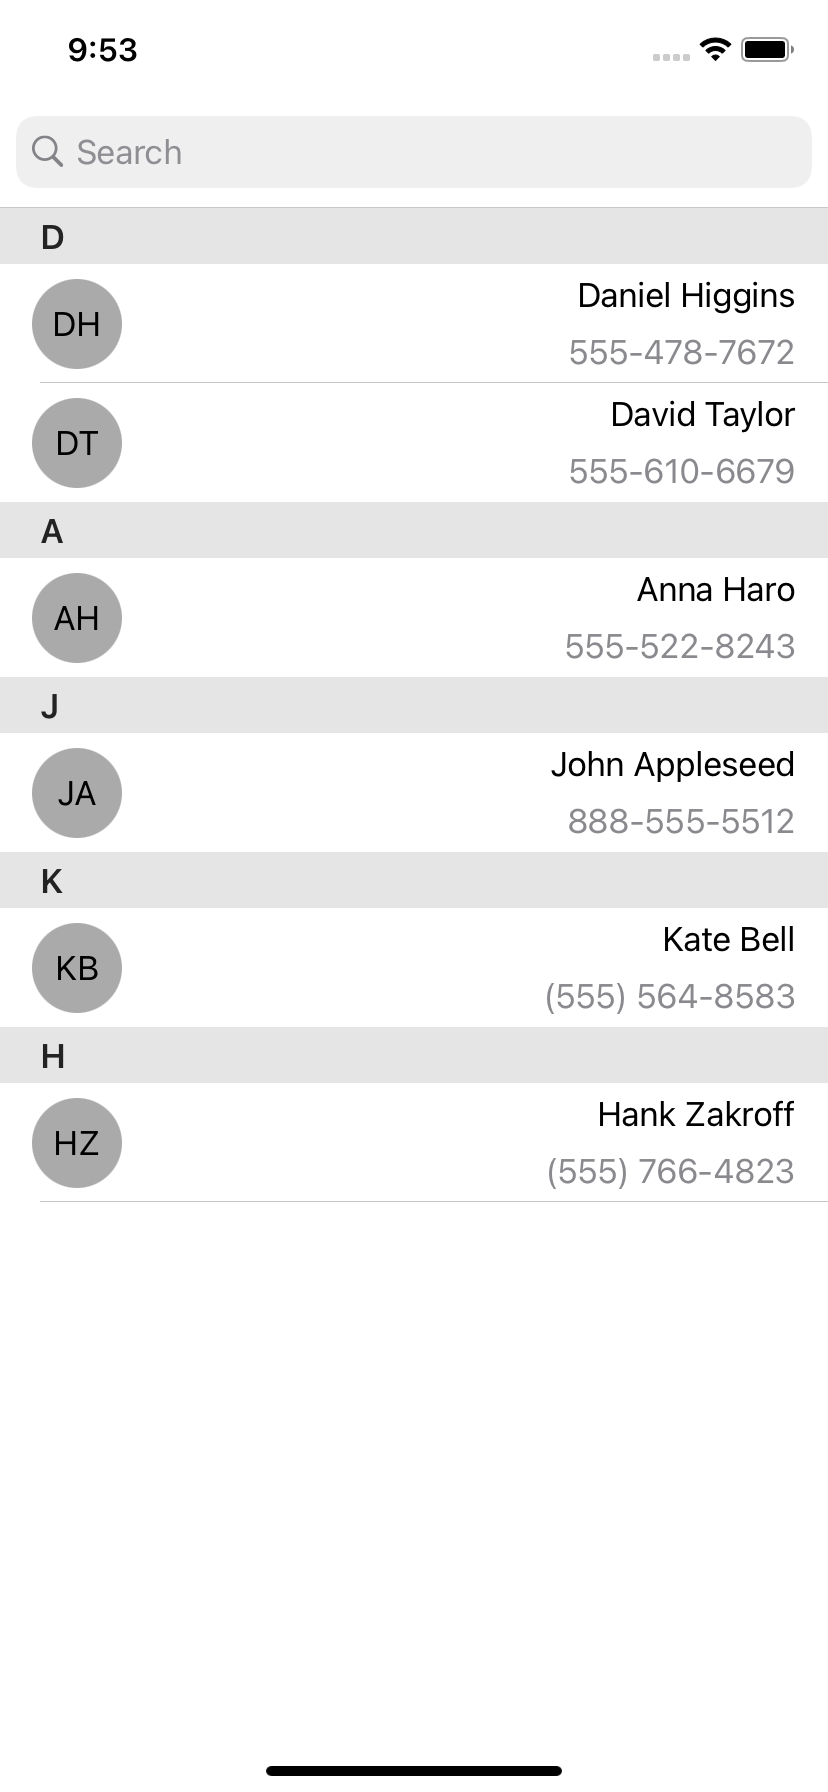 9:53
Search
D
DH
Daniel Higgins
555-478-7672
DT
David Taylor
555-610-6679
A
AH
Anna Haro
555-522-8243
J
JA
John Appleseed
888-555-5512
K
KB
Kate Bell
(555) 564-8583
H
HZ
Hank Zakroff
(555) 766-4823